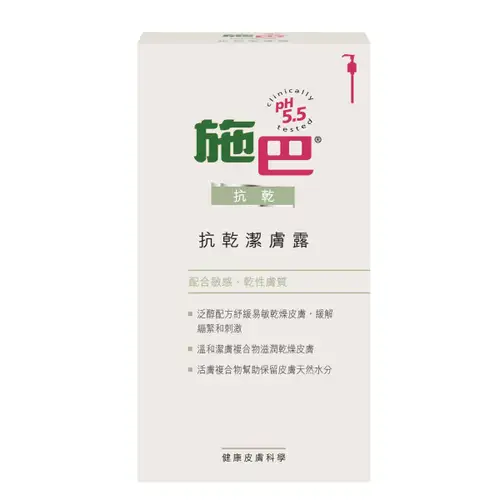 clinically
pH
5.5
tested
施巴®
抗乾
抗乾潔膚露
配合敏感、乾性膚質
泛醇配方紓緩易敏乾燥皮膚，緩解
繃緊和刺激
溫和潔膚複合物滋潤乾燥皮膚
活膚複合物幫助保留皮膚天然水分
健康皮膚科學